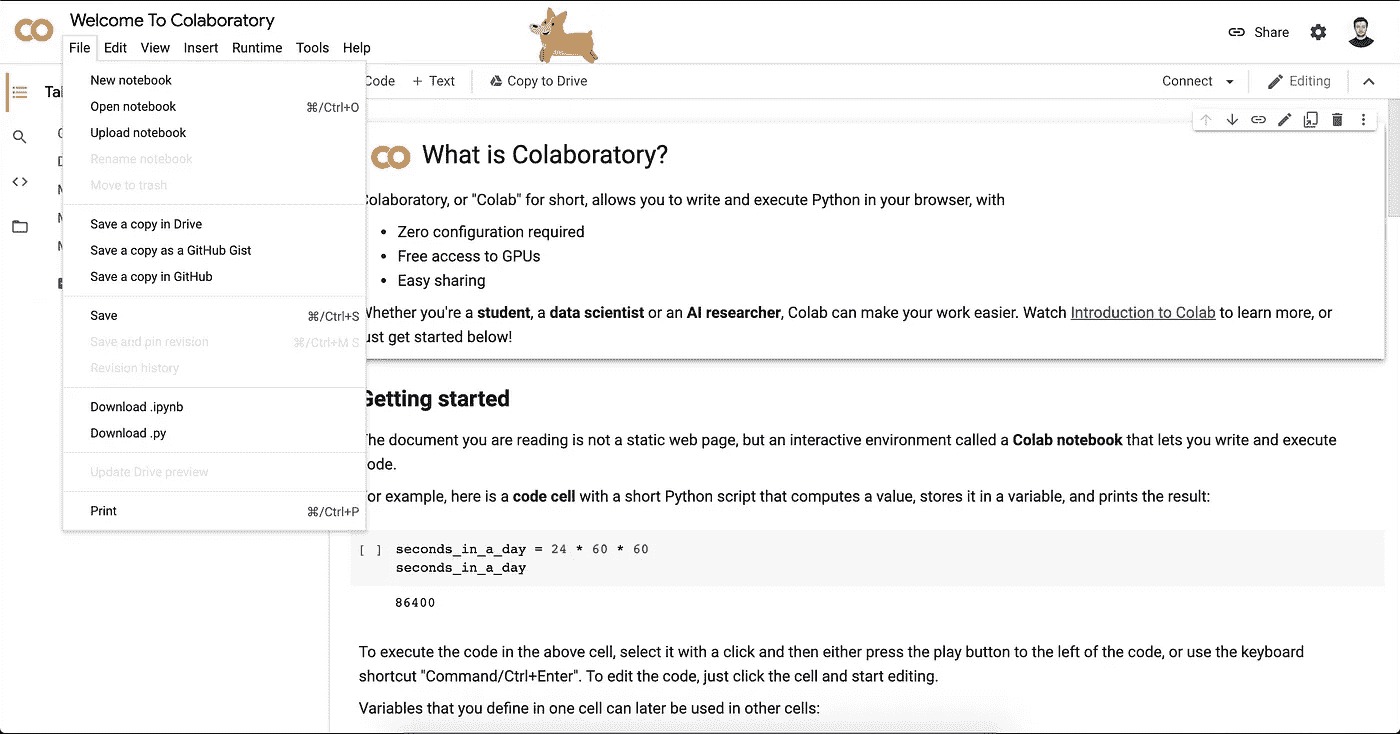 Welcome To Colaboratory
File Edit View Insert Runtime Tools Help
Share
Code + Text Copy to Drive
Connect Editing
New notebook
Open notebook ⌘/Ctrl+O
Upload notebook
Rename notebook
Move to trash
Save a copy in Drive
Save a copy as a GitHub Gist
Save a copy in GitHub
Save ⌘/Ctrl+S
Save and pin revision ⌘/Ctrl+M S
Revision history
Download .ipynb
Download .py
Update Drive preview
Print ⌘/Ctrl+P
What is Colaboratory?
Colaboratory, or "Colab" for short, allows you to write and execute Python in your browser, with
• Zero configuration required
• Free access to GPUs
• Easy sharing
Whether you're a student, a data scientist or an AI researcher, Colab can make your work easier. Watch Introduction to Colab to learn more, or
just get started below!
Getting started
The document you are reading is not a static web page, but an interactive environment called a Colab notebook that lets you write and execute
code.
For example, here is a code cell with a short Python script that computes a value, stores it in a variable, and prints the result:
[ ] seconds_in_a_day = 24 * 60 * 60
seconds_in_a_day
86400
To execute the code in the above cell, select it with a click and then either press the play button to the left of the code, or use the keyboard
shortcut "Command/Ctrl+Enter". To edit the code, just click the cell and start editing.
Variables that you define in one cell can later be used in other cells: